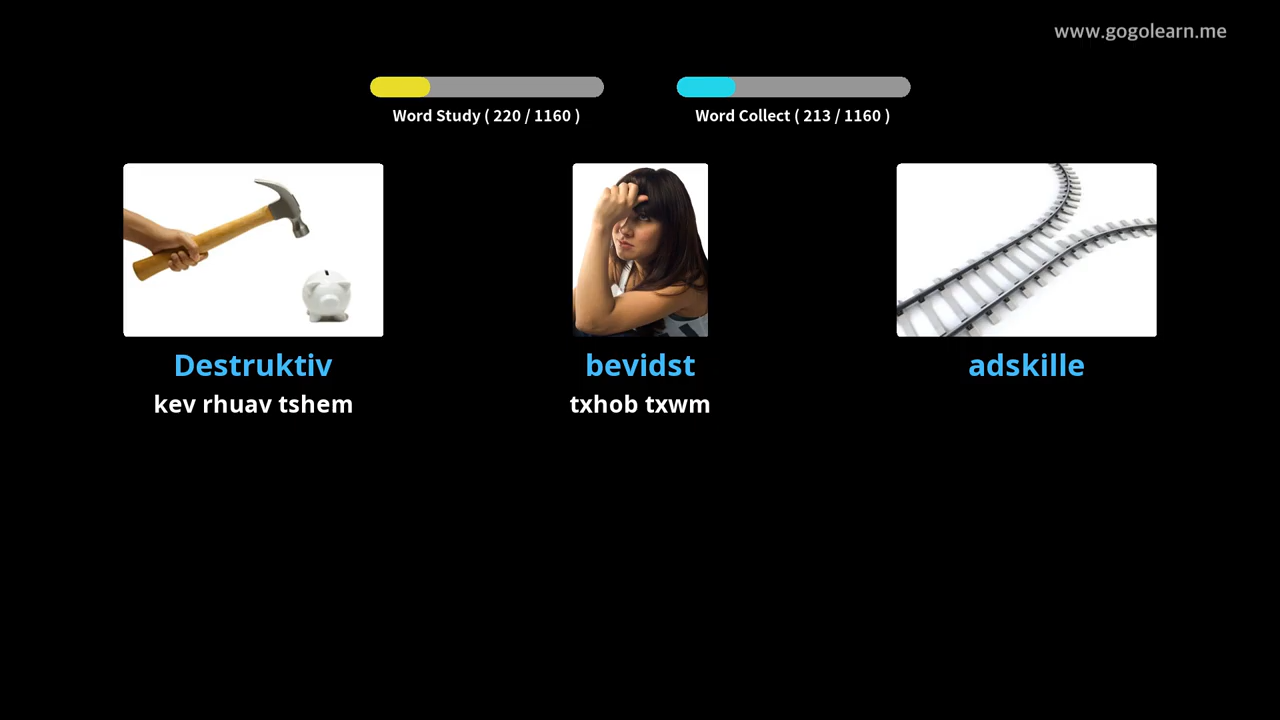 www.gogolearn.me
Word Study ( 220 / 1160 )
Word Collect ( 213 / 1160 )
Destruktiv
bevidst
adskille
kev rhuav tshem
txhob txwm